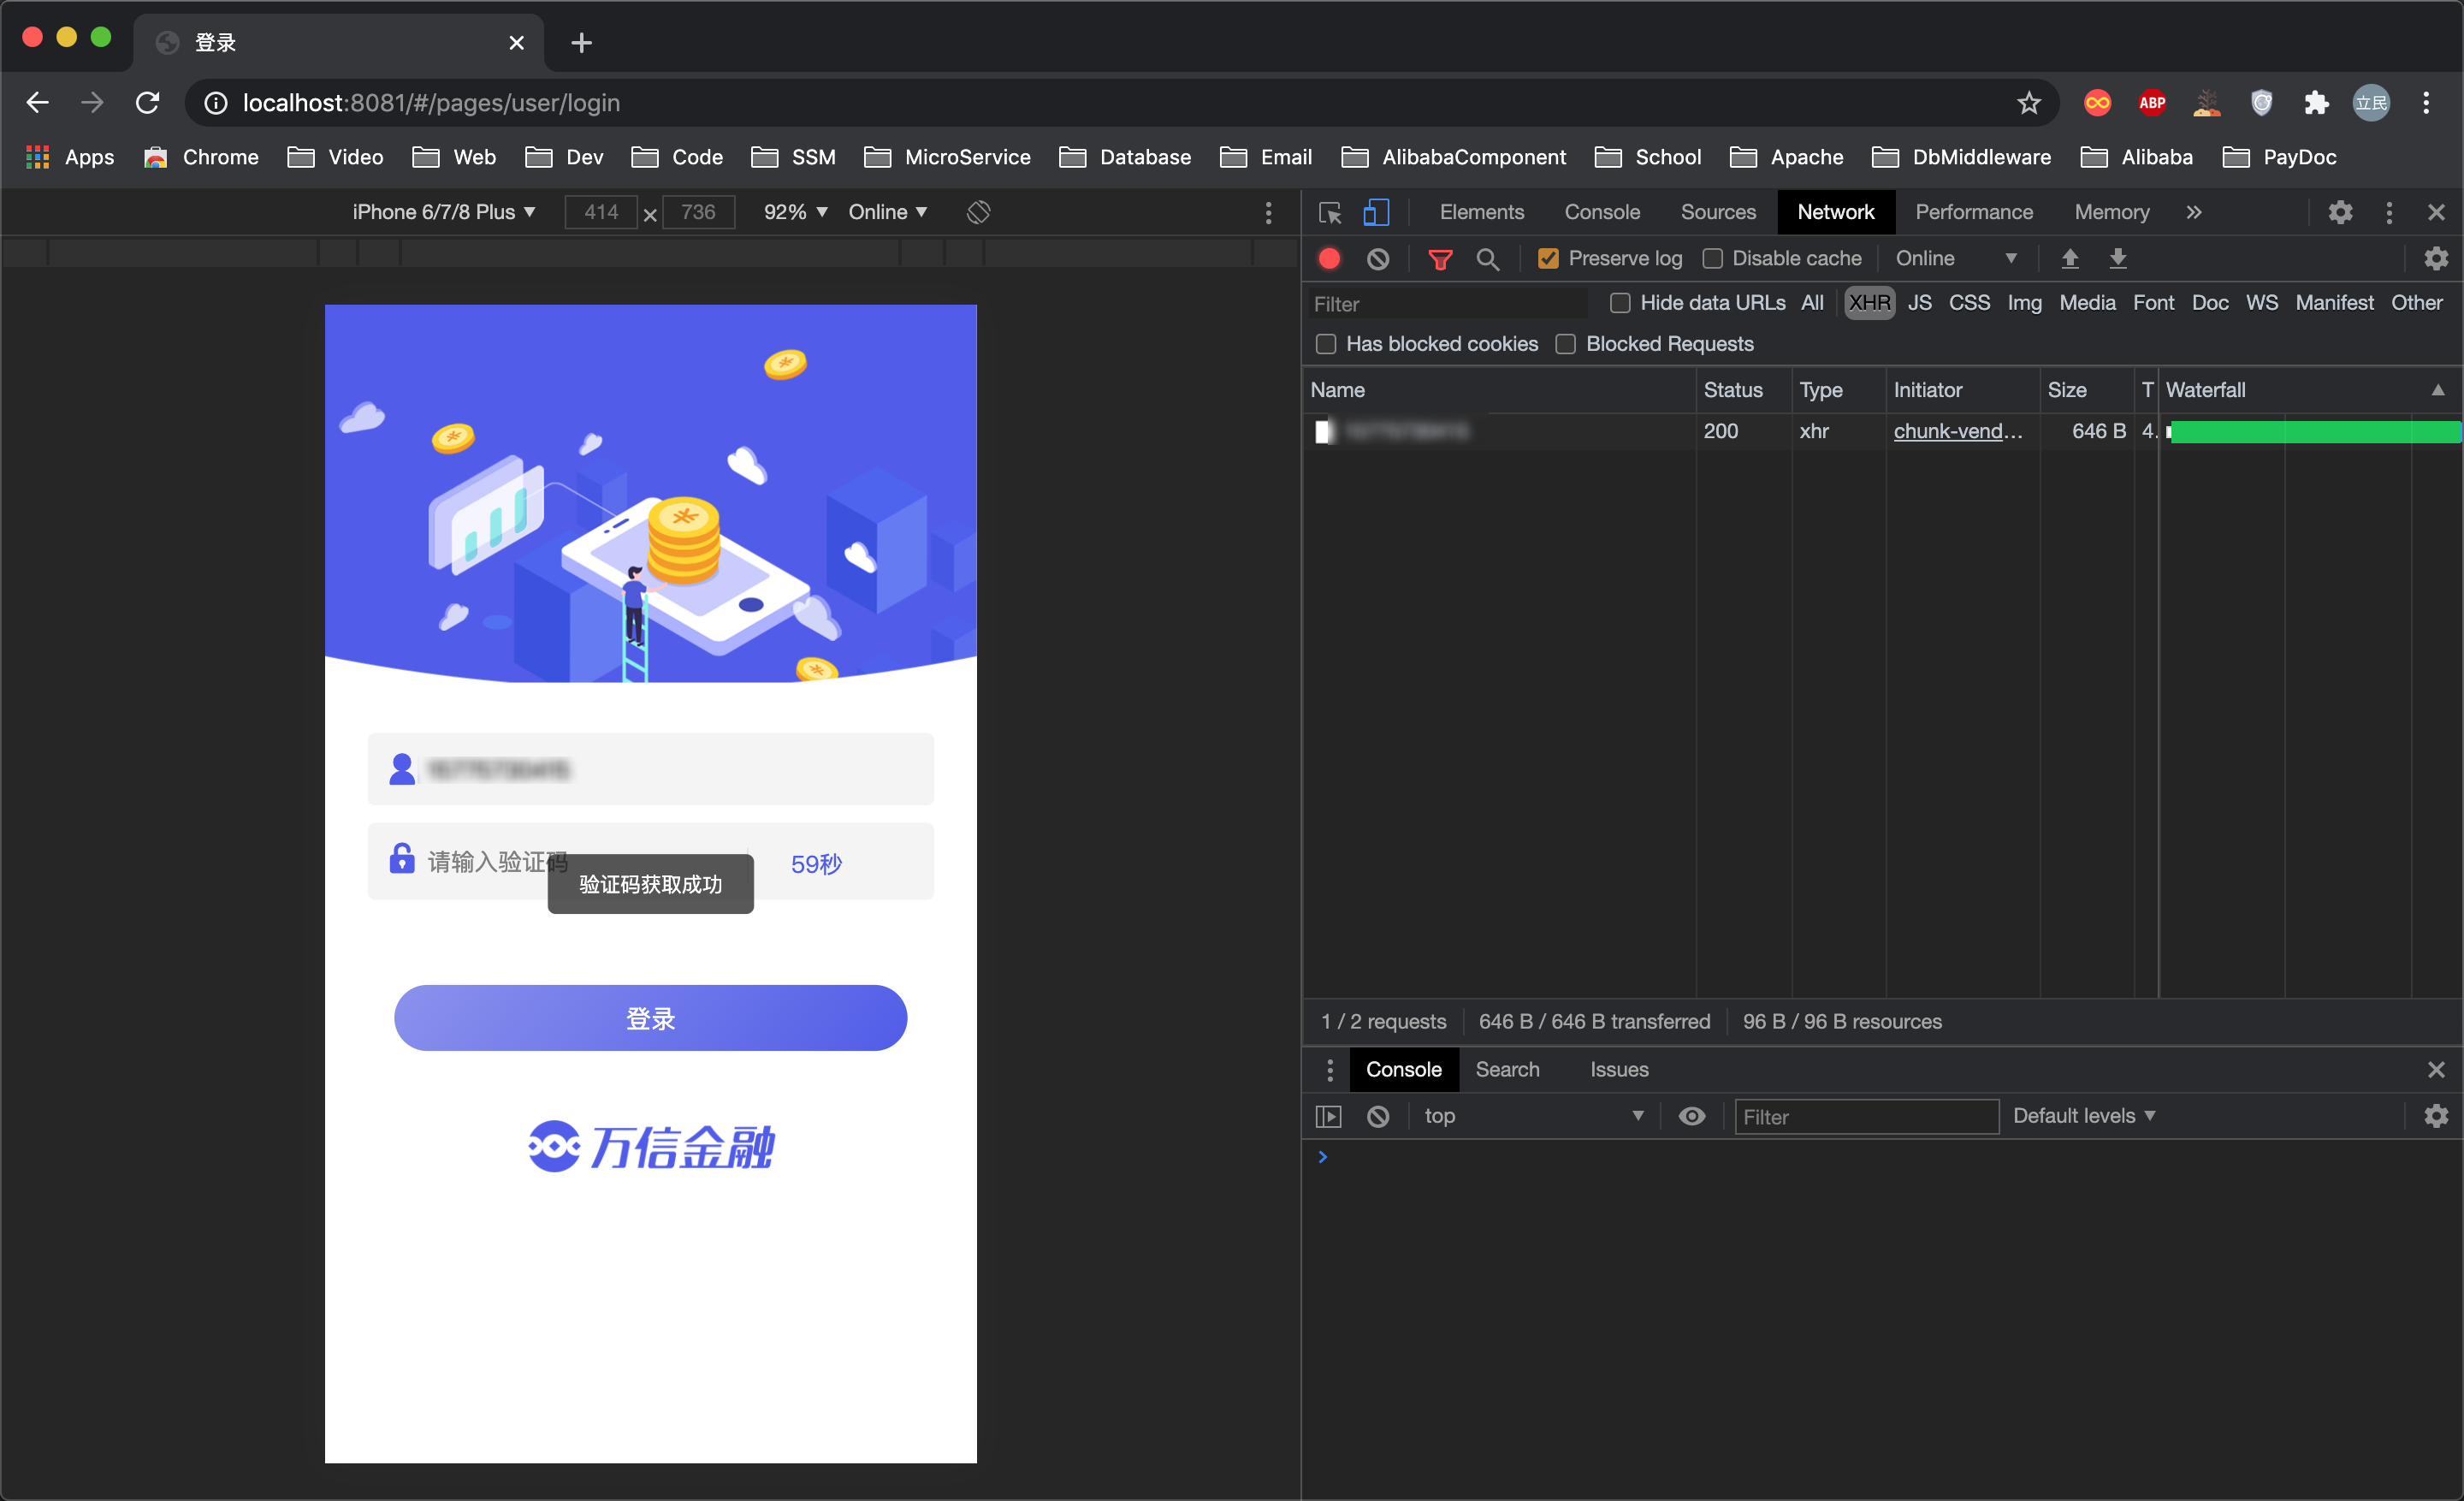 登录
localhost:8081/#/pages/user/login
ABP
立民
Apps Chrome Video Web Dev Code SSM MicroService Database Email AlibabaComponent School Apache DbMiddleware Alibaba PayDoc
iPhone 6/7/8 Plus 414 × 736 92% Online
Elements Console Sources Network Performance Memory
Preserve log Disable cache Online
Filter Hide data URLs All XHR JS CSS Img Media Font Doc WS Manifest Other
Has blocked cookies Blocked Requests
Name Status Type Initiator Size T Waterfall
200 xhr chunk-vend... 646 B 4.
请输入验证码 59秒
验证码获取成功
登录
万信金融
1 / 2 requests 646 B / 646 B transferred 96 B / 96 B resources
Console Search Issues
top Filter Default levels